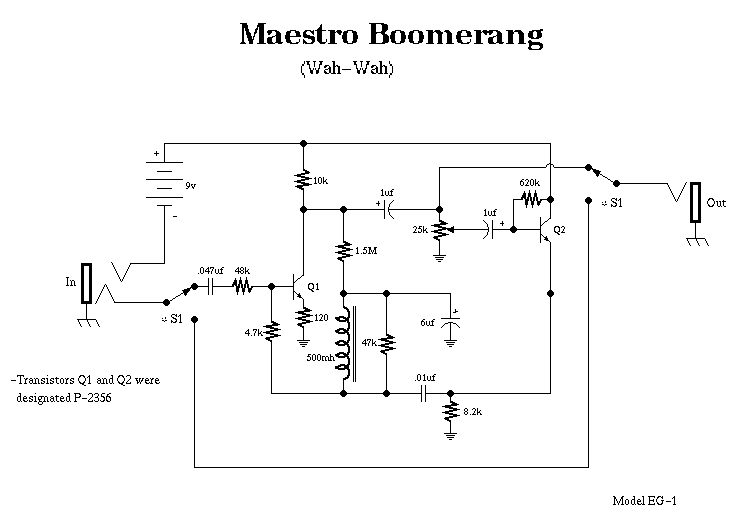 Maestro Boomerang
(Wah-Wah)
+
9v
-
10k
1uf
+
620k
* S1
Out
25k
1uf
+
Q2
1.5M
In
.047uf
48k
Q1
* S1
120
4.7k
500mh
47k
6uf
+
.01uf
8.2k
-Transistors Q1 and Q2 were
designated P-2356
Model EG-1